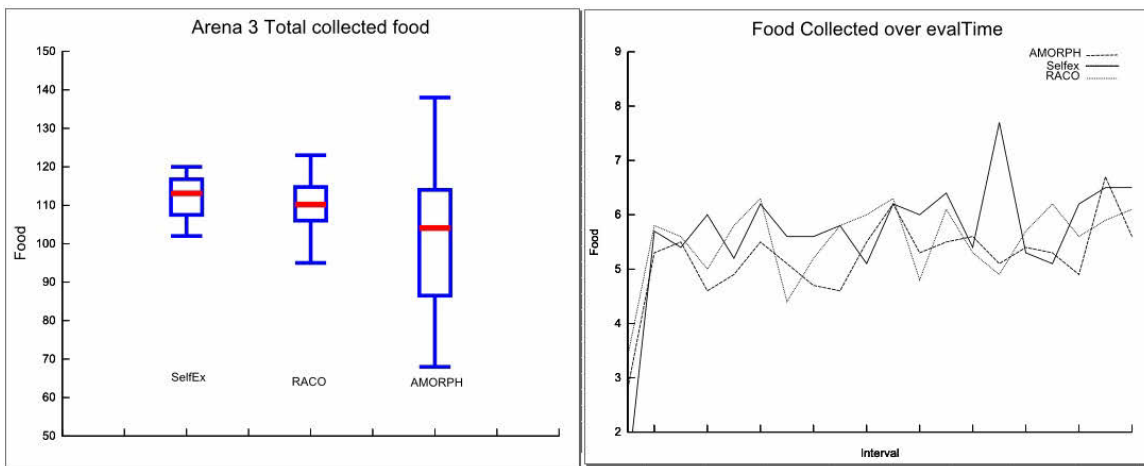 Arena 3 Total collected food
150
140
130
120
110
100
90
80
70
60
50
Food
SelfEx
RACO
AMORPH
Food Collected over evalTime
AMORPH
Selfex
RACO
9
8
7
6
5
4
3
2
Food
Interval